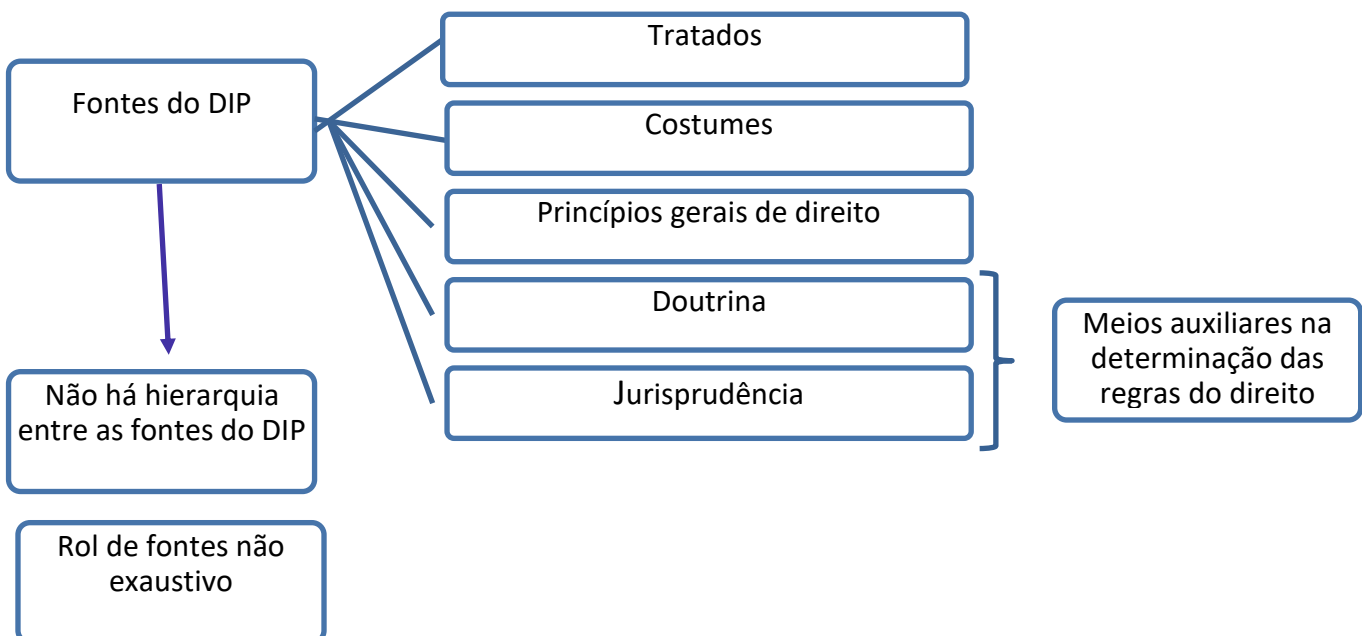 Fontes do DIP
Tratados
Costumes
Princípios gerais de direito
Doutrina
Jurisprudência
Meios auxiliares na
determinação das
regras do direito
Não há hierarquia
entre as fontes do DIP
Rol de fontes não
exaustivo